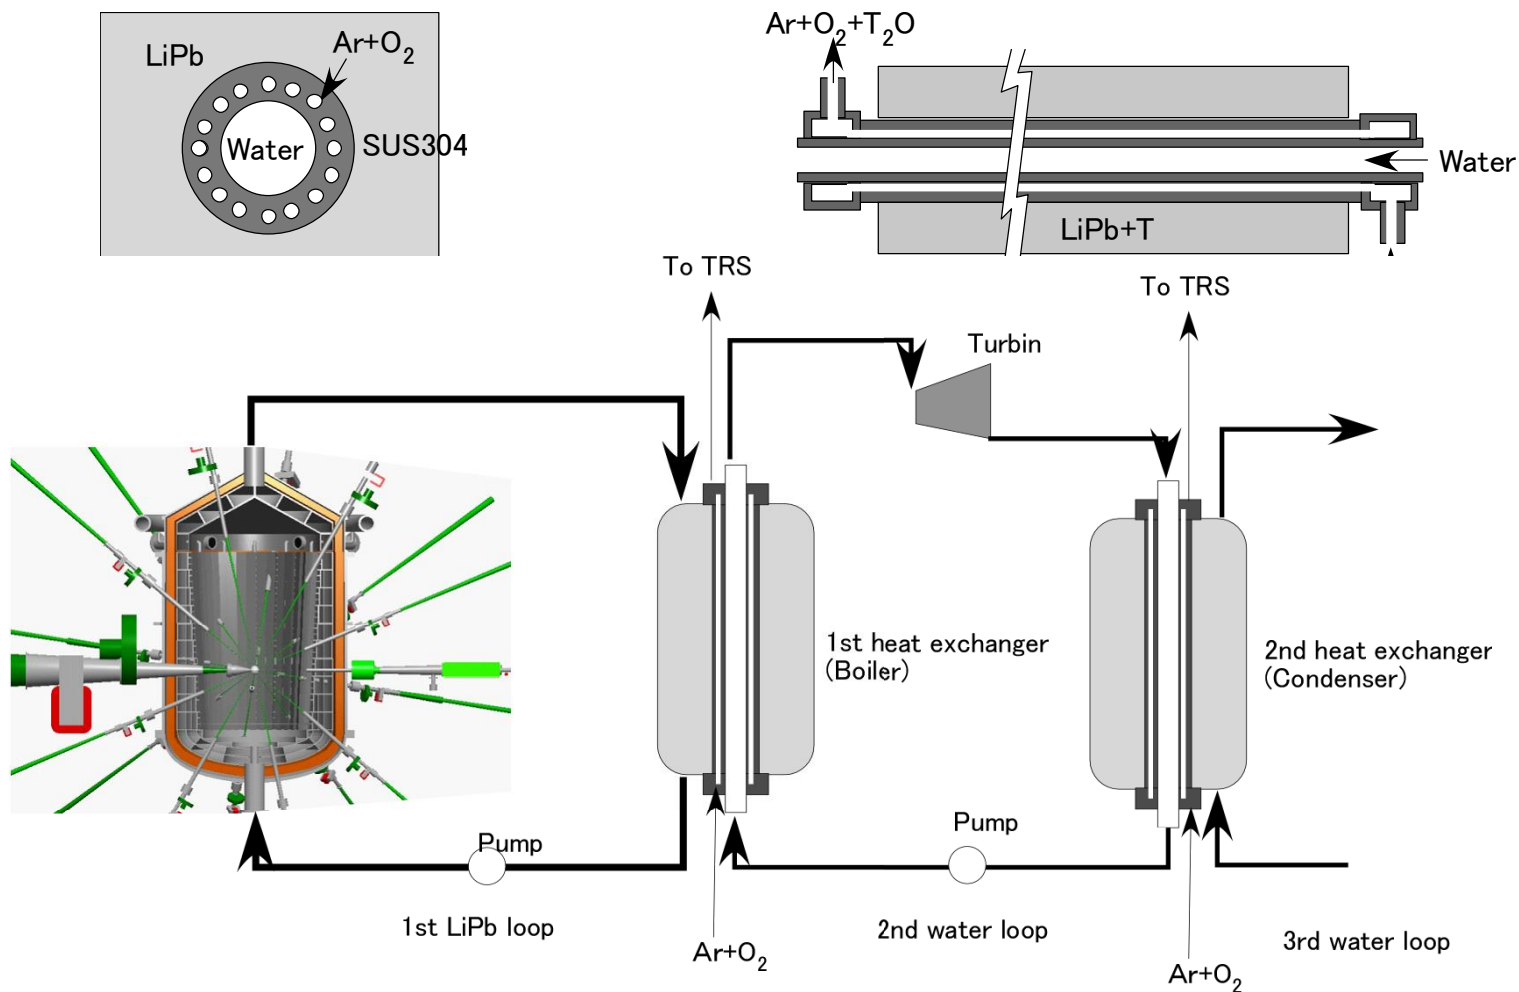 LiPb
Ar+O₂
Water
SUS304
Ar+O₂+T₂O
Water
LiPb+T
To TRS
To TRS
Turbin
1st heat exchanger
(Boiler)
2nd heat exchanger
(Condenser)
Pump
Pump
1st LiPb loop
2nd water loop
3rd water loop
Ar+O₂
Ar+O₂